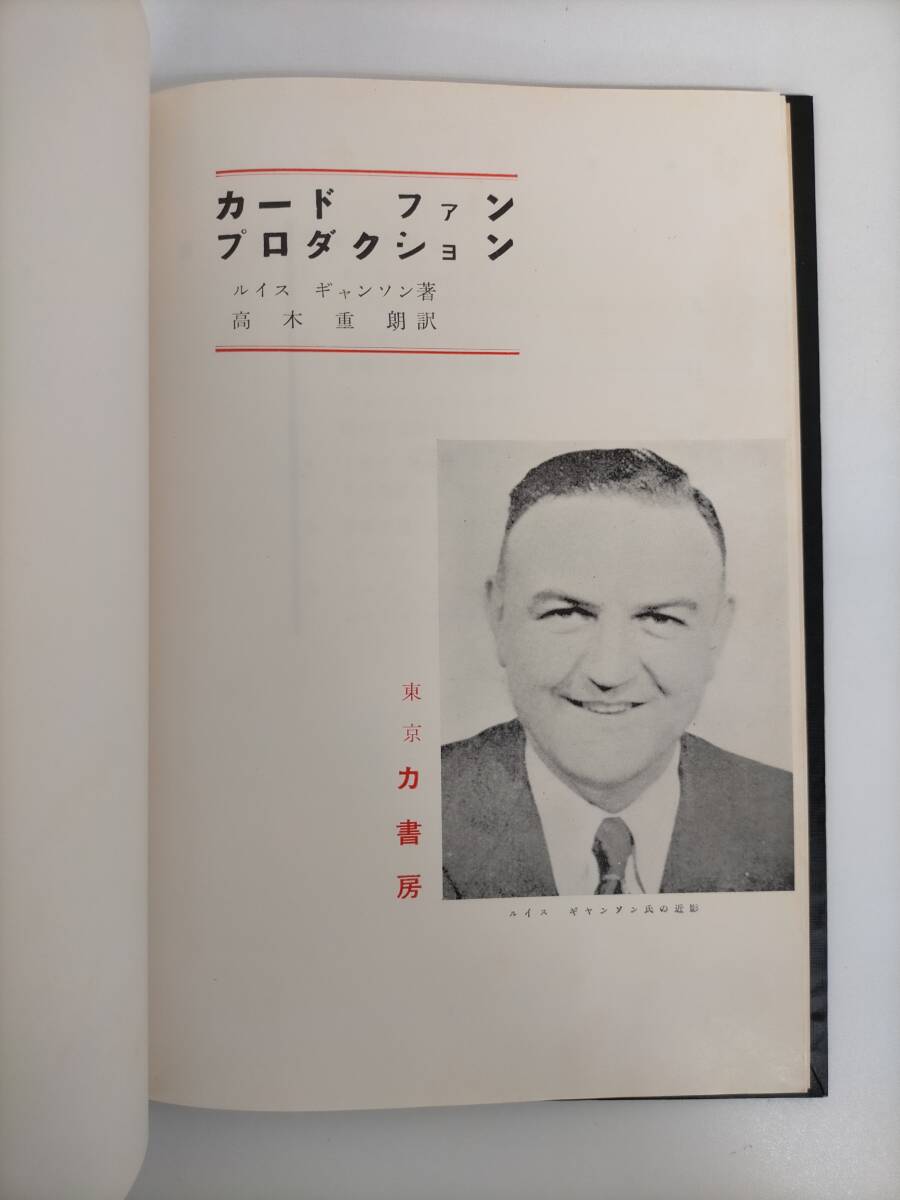 カード ファン
プロダクション
ルイス ギャンソン著
高木重朗訳
東京 力書房
ルイス ギャンソン氏の近影